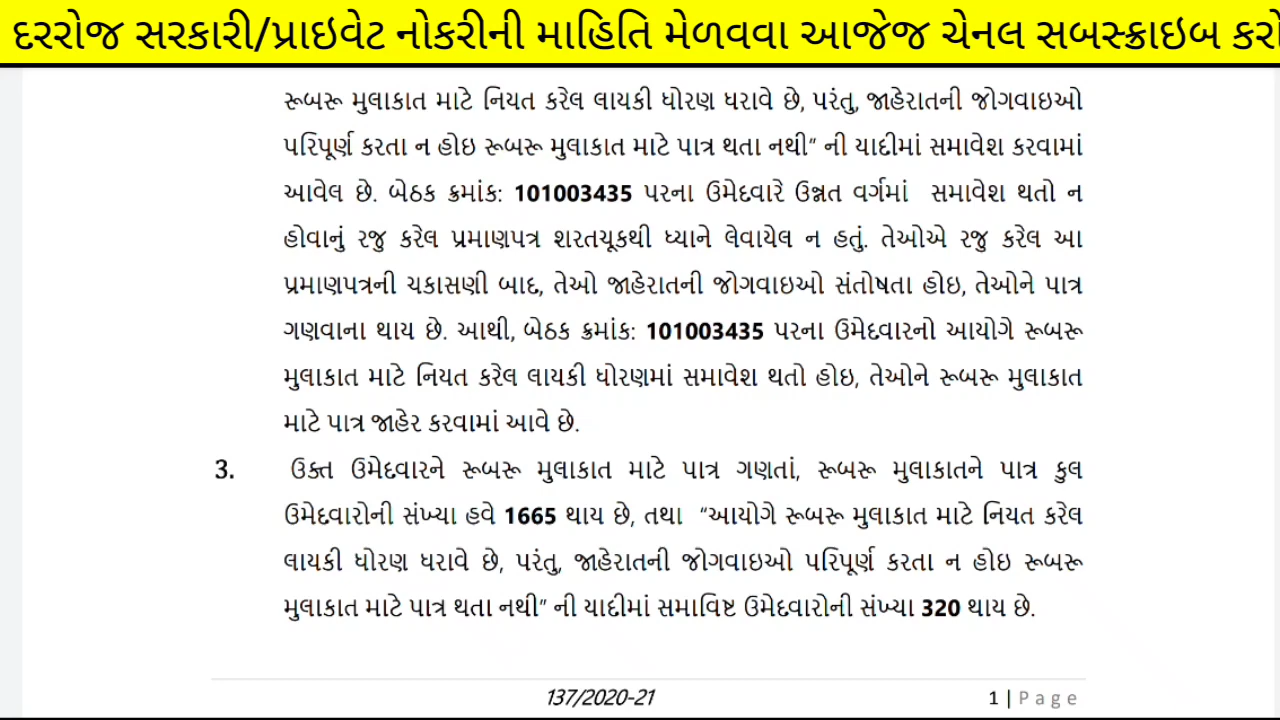 દરરોજ સરકારી/પ્રાઇવેટ નોકરીની માહિતિ મેળવવા આજેજ ચેનલ સબસ્ક્રાઇબ કરો
રૂબરૂ મુલાકાત માટે નિયત કરેલ લાયકી ધોરણ ધરાવે છે, પરંતુ, જાહેરાતની જોગવાઇઓ
પરિપૂર્ણ કરતા ન હોઇ રૂબરૂ મુલાકાત માટે પાત્ર થતા નથી” ની યાદીમાં સમાવેશ કરવામાં
આવેલ છે. બેઠક ક્રમાંક: 101003435 પરના ઉમેદવારે ઉન્નત વર્ગમાં સમાવેશ થતો ન
હોવાનું રજુ કરેલ પ્રમાણપત્ર શરતચૂકથી ધ્યાને લેવાયેલ ન હતું. તેઓએ રજુ કરેલ આ
પ્રમાણપત્રની ચકાસણી બાદ, તેઓ જાહેરાતની જોગવાઇઓ સંતોષતા હોઇ, તેઓને પાત્ર
ગણવાના થાય છે. આથી, બેઠક ક્રમાંક: 101003435 પરના ઉમેદવારનો આયોગે રૂબરૂ
મુલાકાત માટે નિયત કરેલ લાયકી ધોરણમાં સમાવેશ થતો હોઇ, તેઓને રૂબરૂ મુલાકાત
માટે પાત્ર જાહેર કરવામાં આવે છે.
3. ઉક્ત ઉમેદવારને રૂબરૂ મુલાકાત માટે પાત્ર ગણતાં, રૂબરૂ મુલાકાતને પાત્ર કુલ
ઉમેદવારોની સંખ્યા હવે 1665 થાય છે, તથા “આયોગે રૂબરૂ મુલાકાત માટે નિયત કરેલ
લાયકી ધોરણ ધરાવે છે, પરંતુ, જાહેરાતની જોગવાઇઓ પરિપૂર્ણ કરતા ન હોઇ રૂબરૂ
મુલાકાત માટે પાત્ર થતા નથી” ની યાદીમાં સમાવિષ્ટ ઉમેદવારોની સંખ્યા 320 થાય છે.
137/2020-21 1 | Page